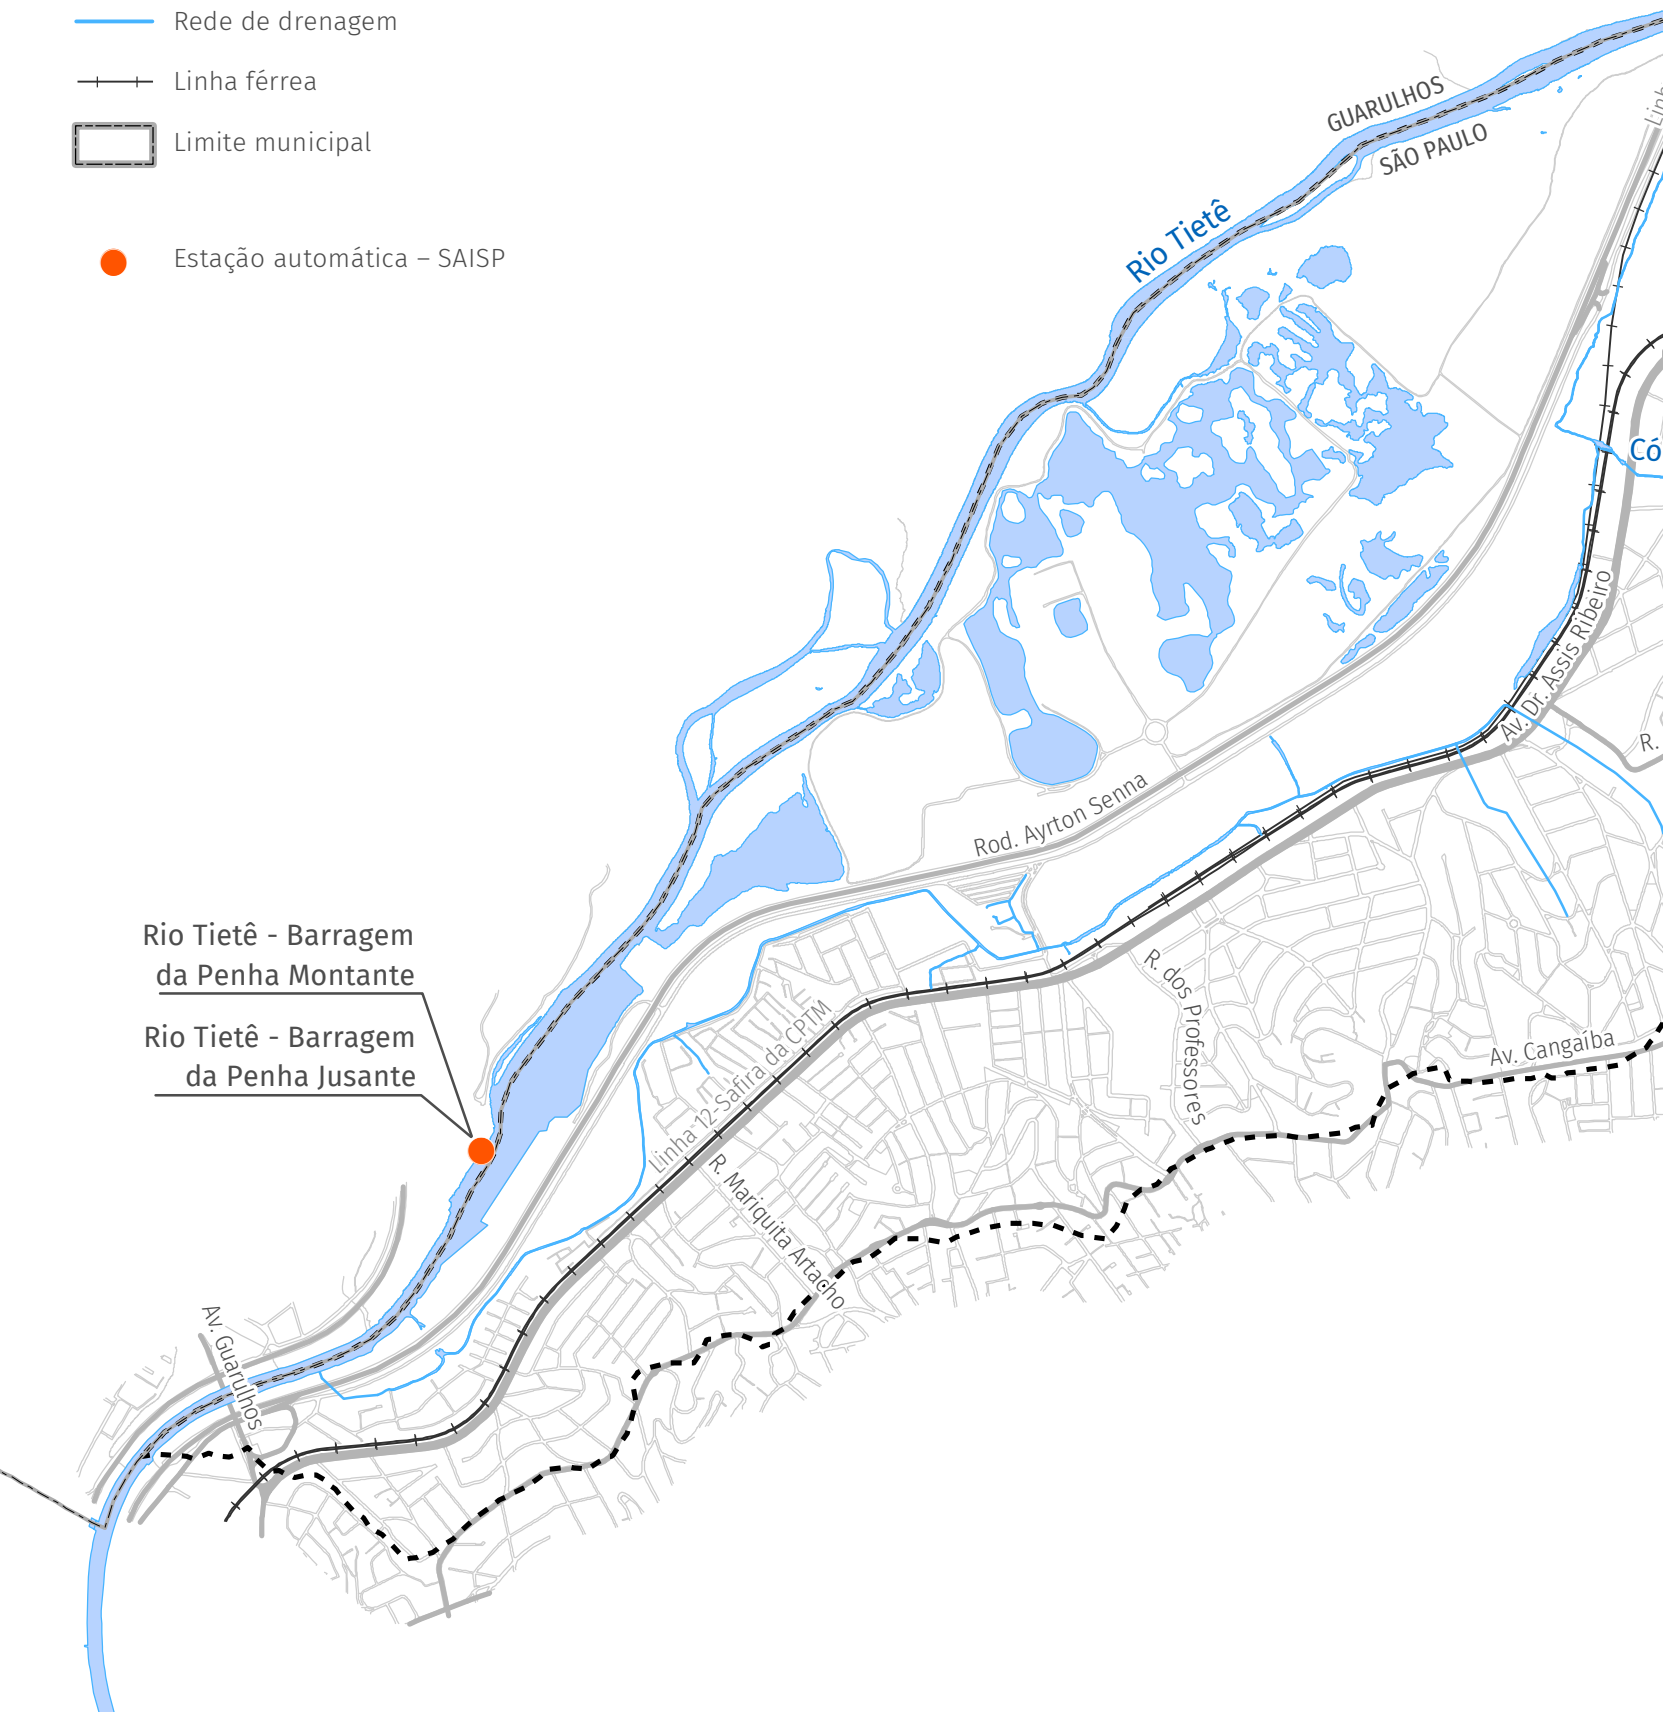 Rede de drenagem
Linha férrea
Limite municipal
Estação automática – SAISP
GUARULHOS
SÃO PAULO
Rio Tietê
Av. Dr. Assis Ribeiro
R.
Rod. Ayrton Senna
Rio Tietê - Barragem
da Penha Montante
Rio Tietê - Barragem
da Penha Jusante
R. dos Professores
Av. Cangaíba
Linha 12-Safira da CPTM
R. Mariquita Artacho
Av. Guarulhos